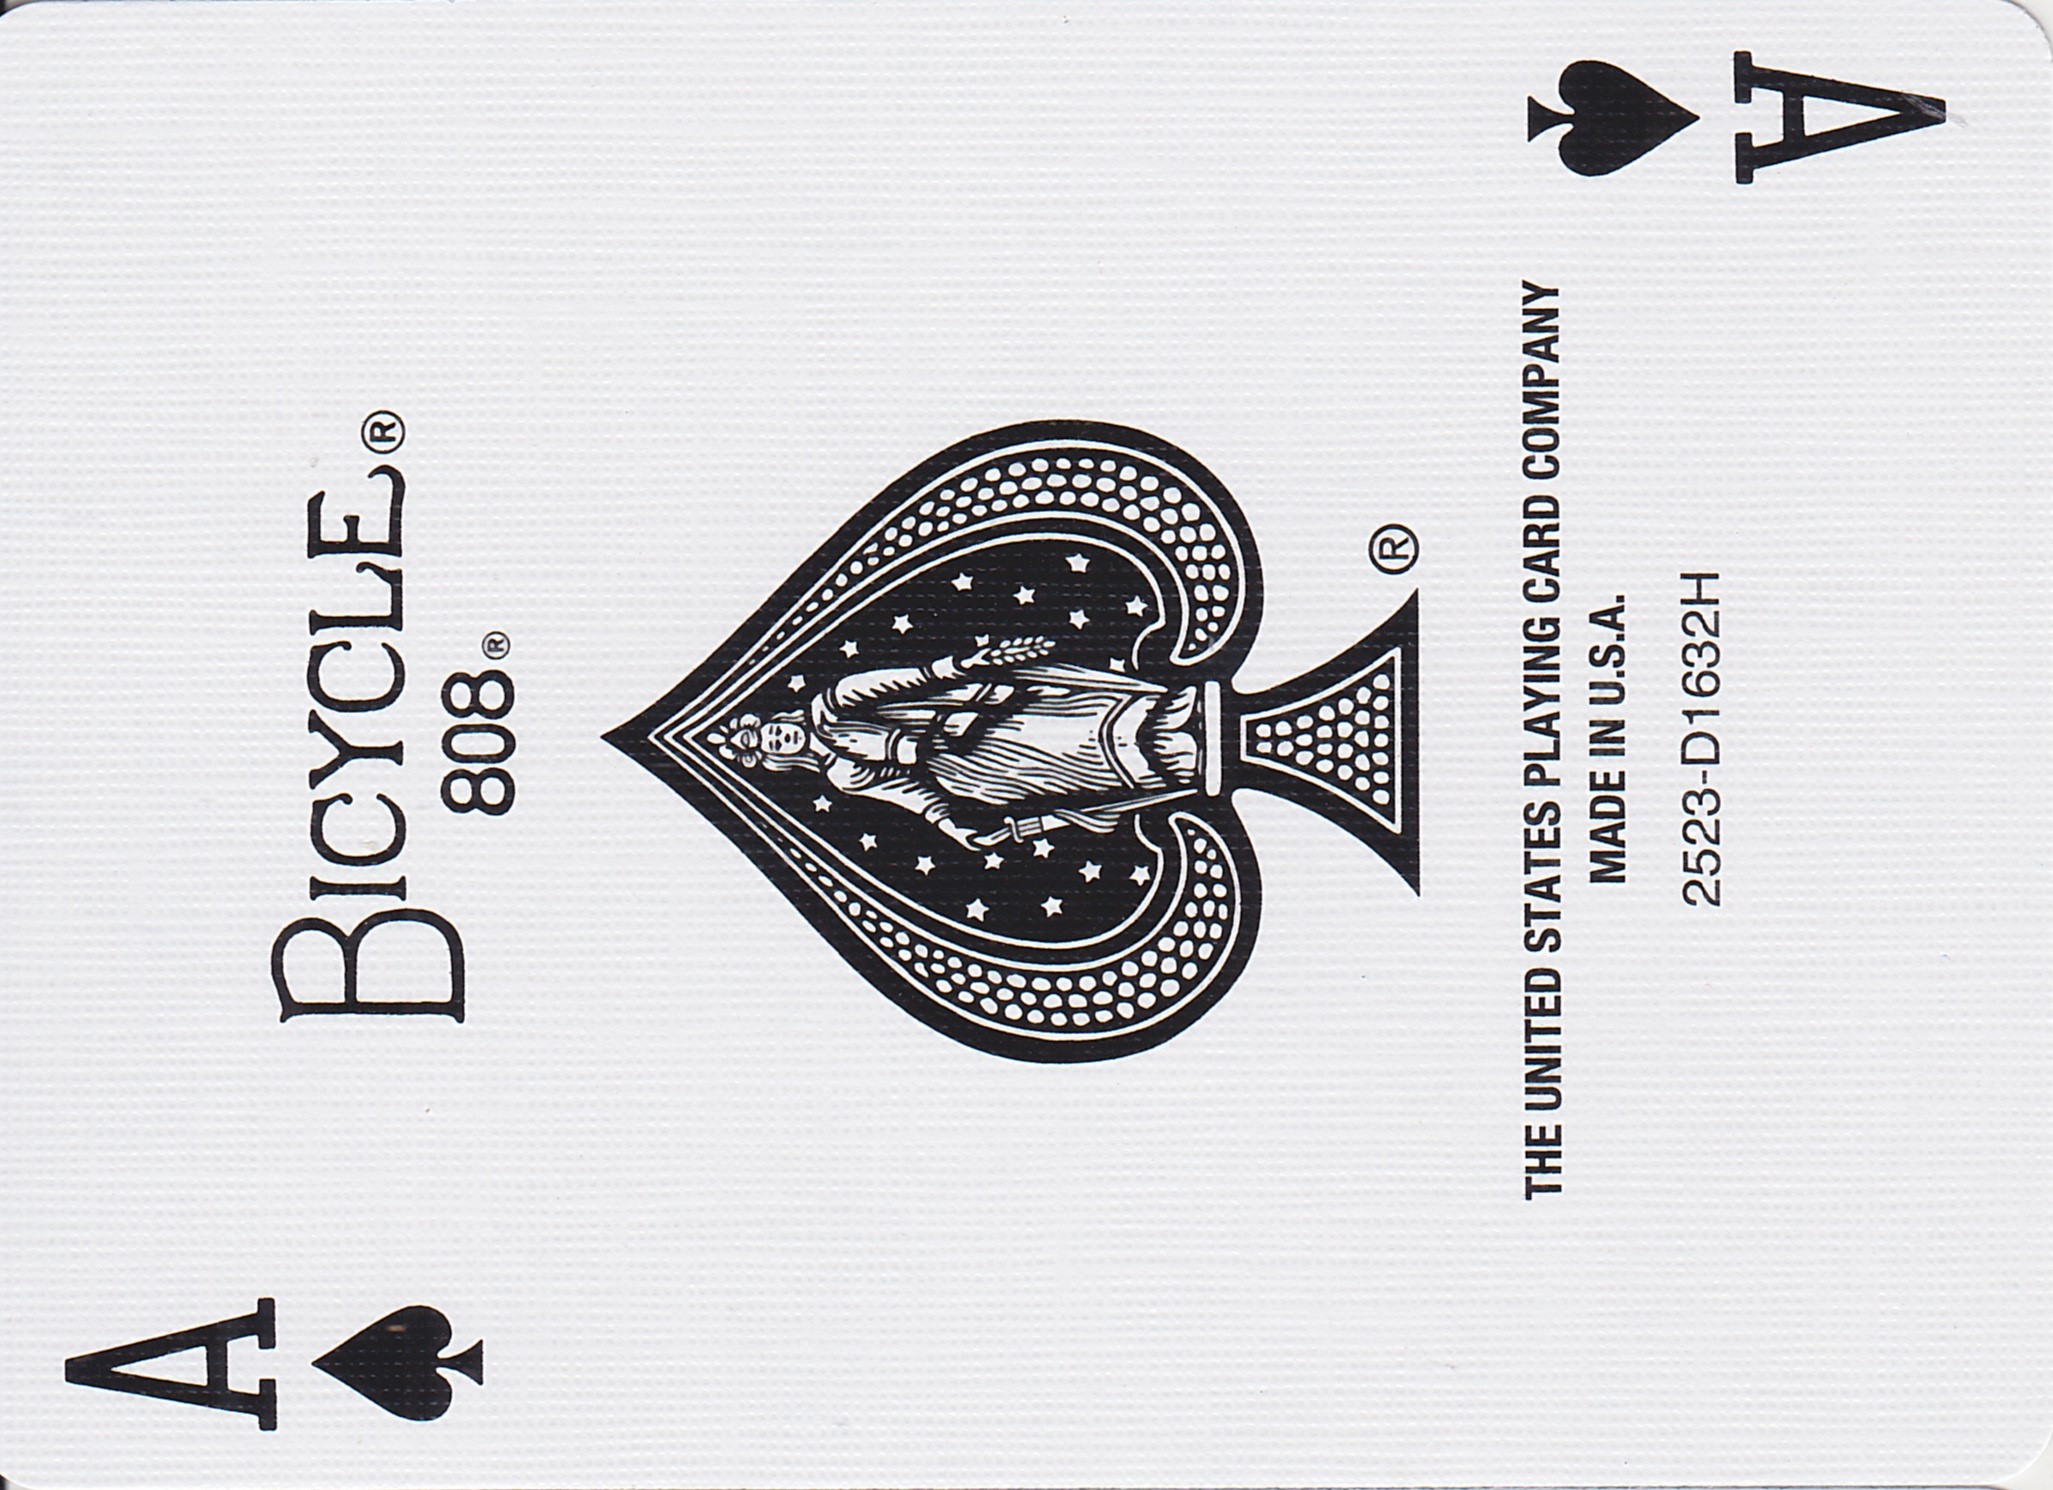 A
BICYCLE®
808®
®
THE UNITED STATES PLAYING CARD COMPANY
MADE IN U.S.A.
2523-D1632H
A